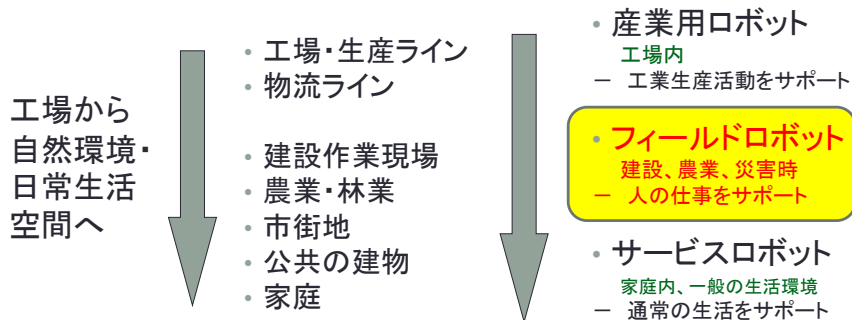 工場から
自然環境・
日常生活
空間へ
• 工場・生産ライン
• 物流ライン
• 建設作業現場
• 農業・林業
• 市街地
• 公共の建物
• 家庭
• 産業用ロボット
工場内
― 工業生産活動をサポート
• フィールドロボット
建設、農業、災害時
― 人の仕事をサポート
• サービスロボット
家庭内、一般の生活環境
― 通常の生活をサポート